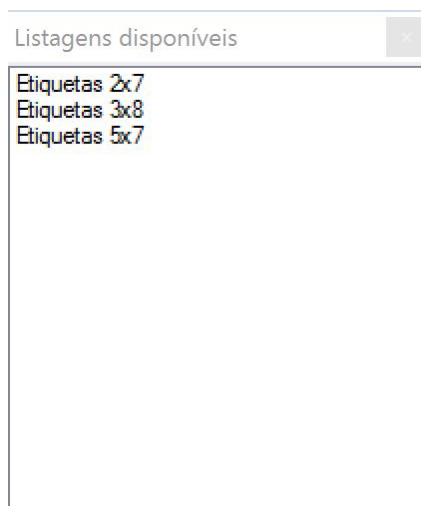 Listagens disponíveis
Etiquetas 2x7
Etiquetas 3x8
Etiquetas 5x7